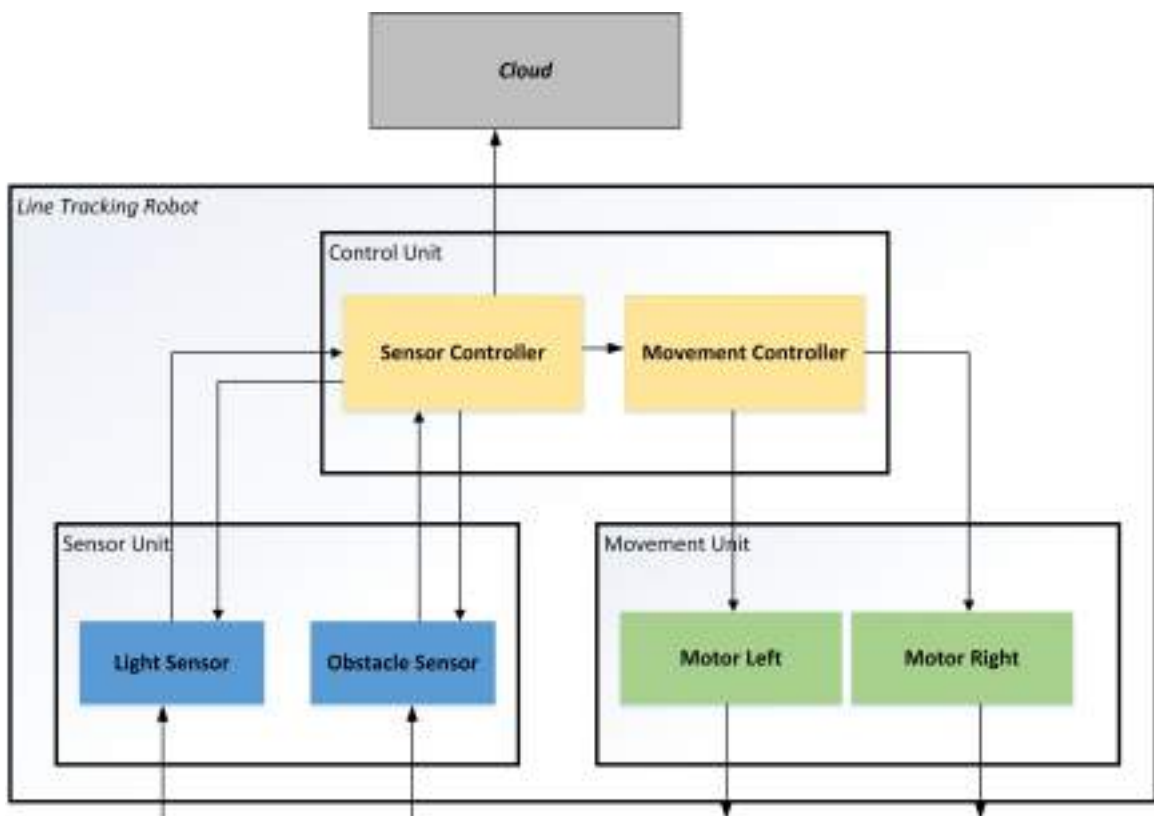 Cloud
Line Tracking Robot
Control Unit
Sensor Controller
Movement Controller
Sensor Unit
Movement Unit
Light Sensor
Obstacle Sensor
Motor Left
Motor Right